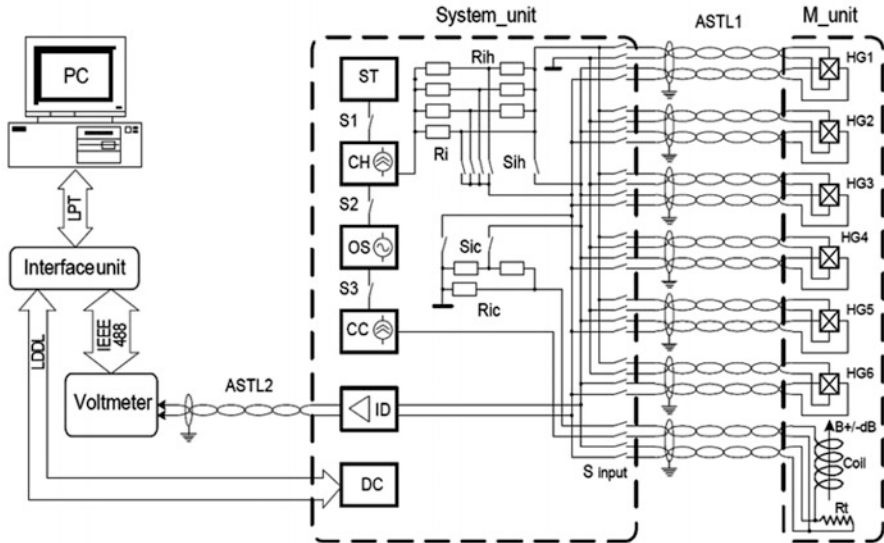 System_unit
ASTL1
M_unit
PC
ST
Rih
HG1
S1
HG2
CH
Ri
Sih
HG3
LPT
S2
Interface unit
OS
Sic
HG4
S3
Ric
HG5
LDDL
IEEE 488
CC
Voltmeter
ASTL2
ID
HG6
B+/-dB
Coil
DC
S input
Rt